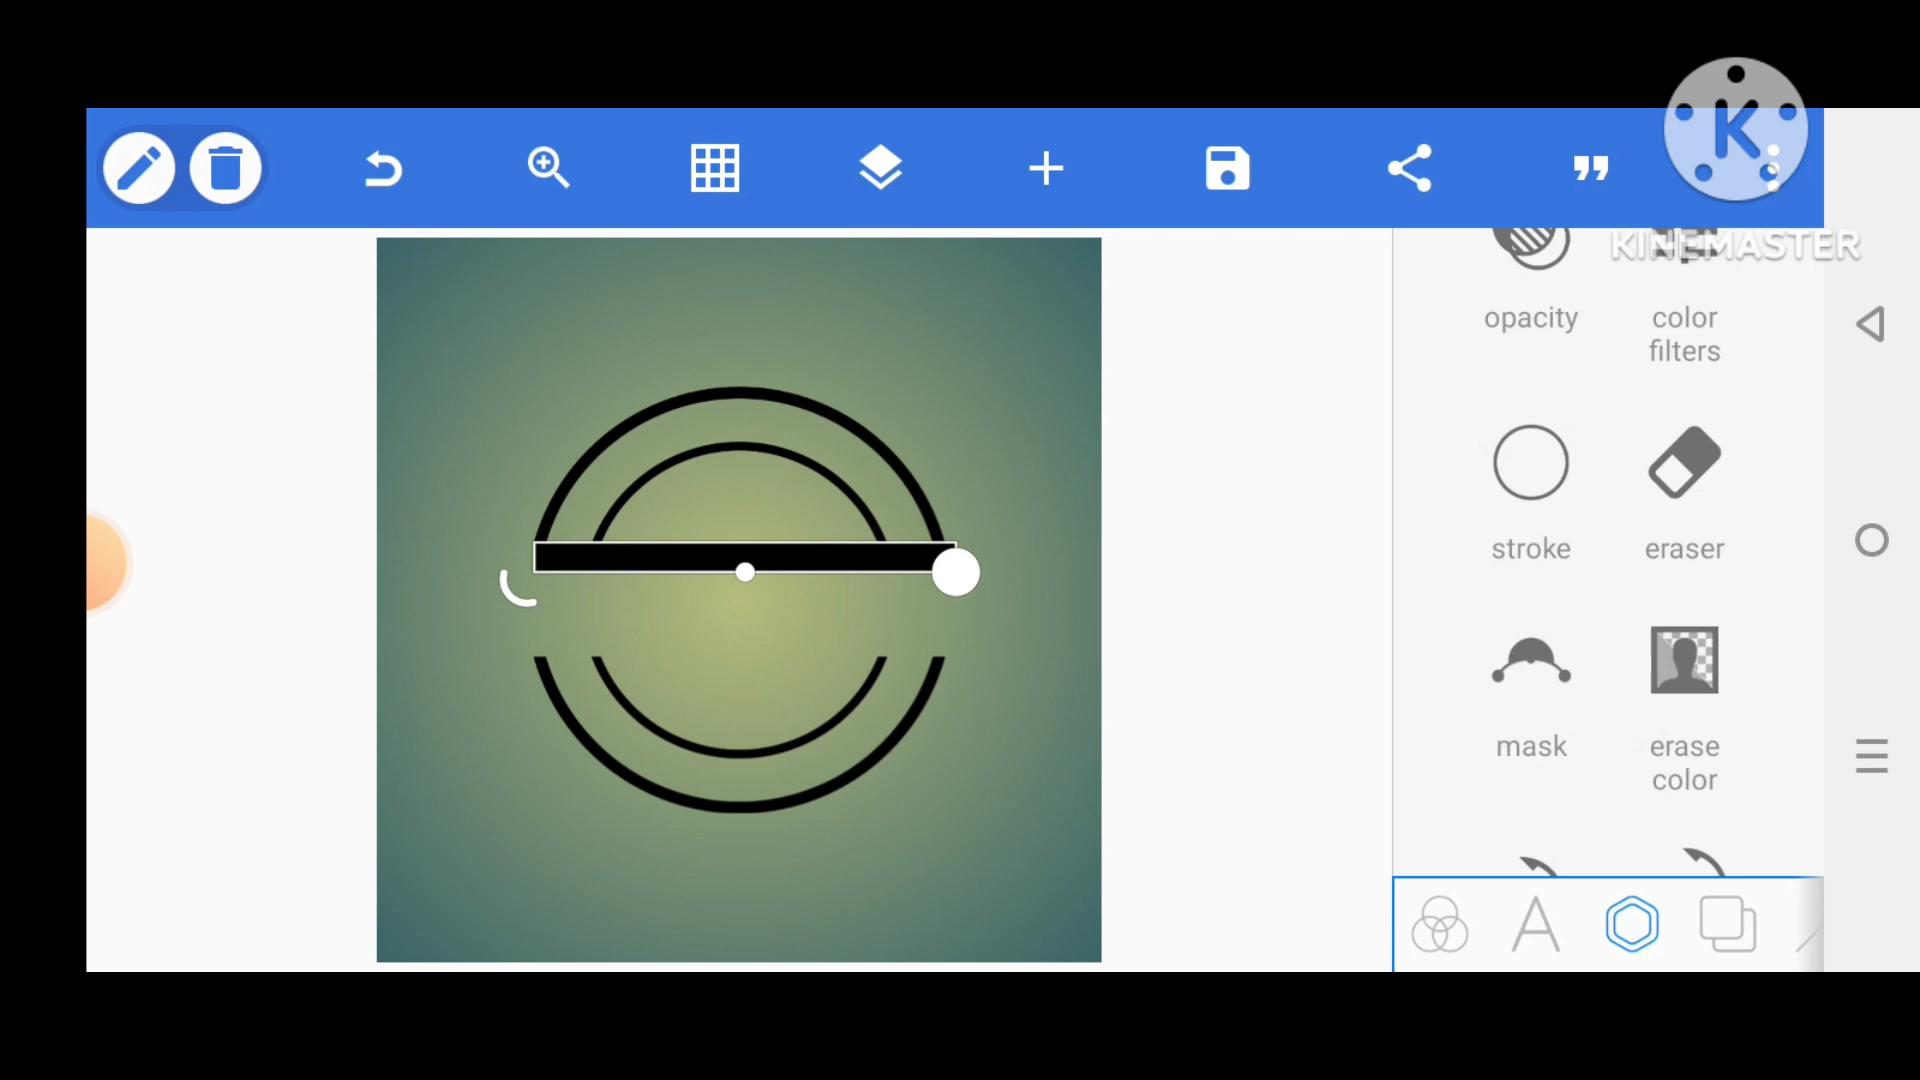 K
KINEMASTER
opacity
color
filters
stroke
eraser
mask
erase
color
A